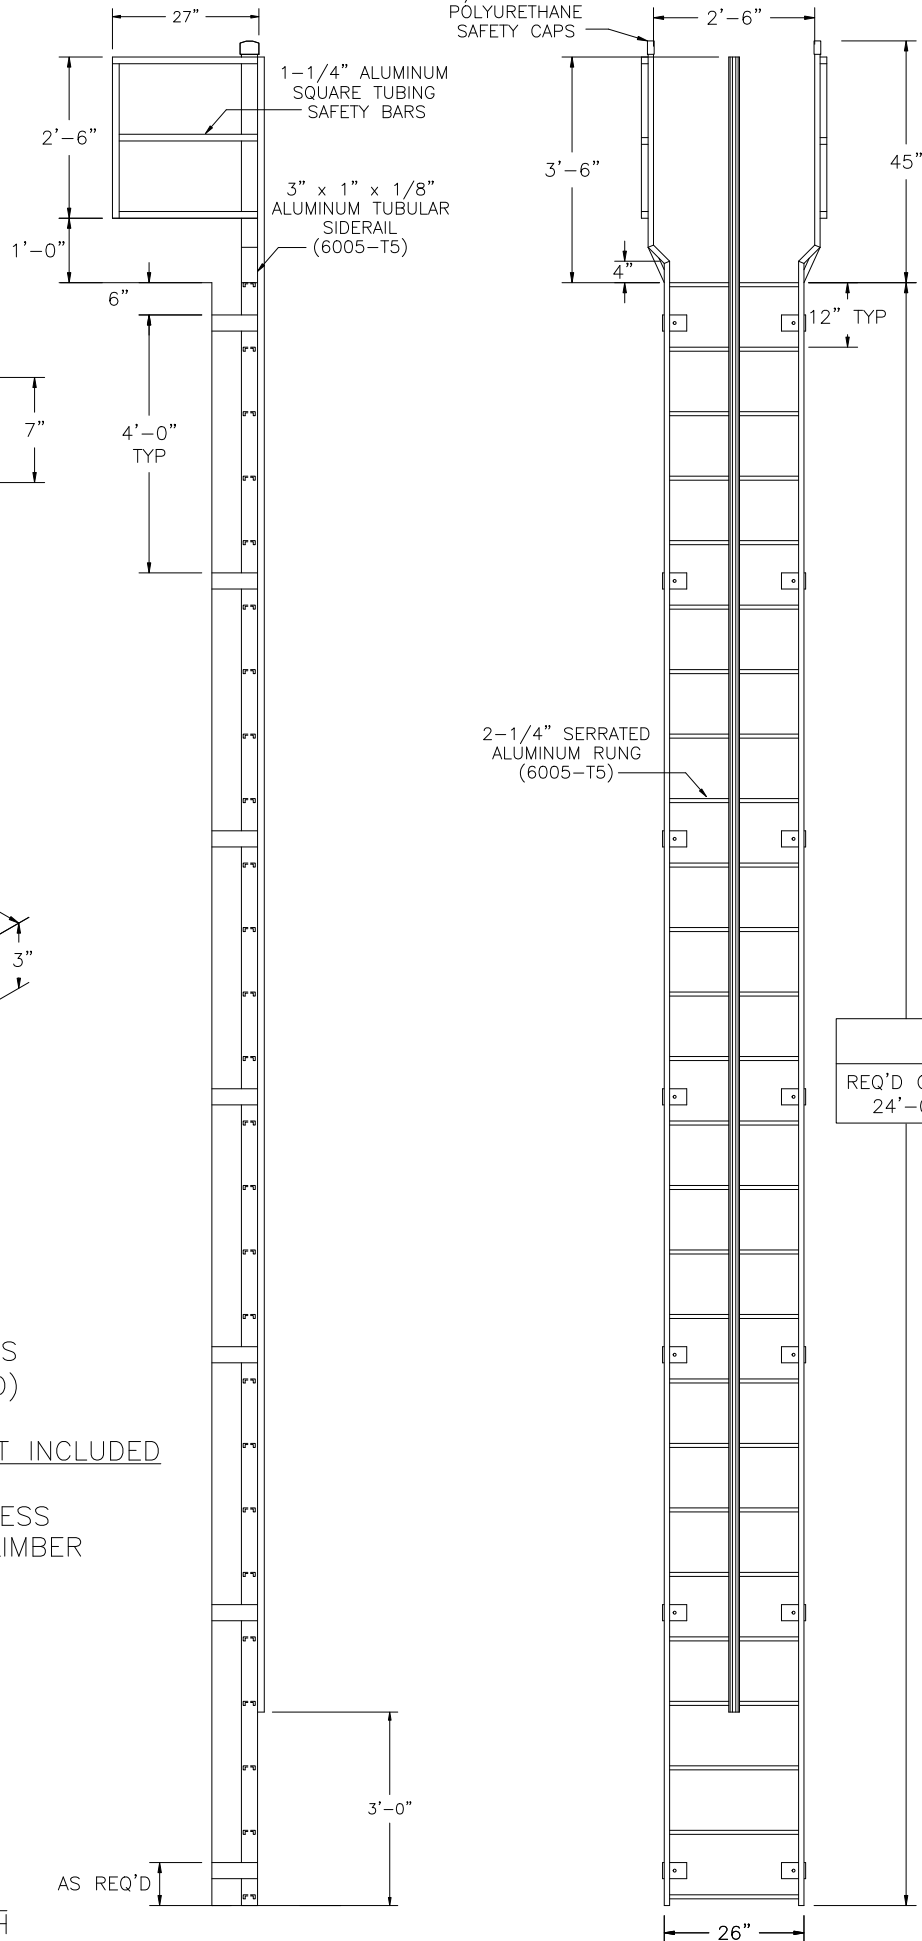 27"
POLYURETHANE
SAFETY CAPS
2'-6"
1-1/4" ALUMINUM
SQUARE TUBING
SAFETY BARS
2'-6"
3'-6"
45"
3" x 1" x 1/8"
ALUMINUM TUBULAR
SIDERAIL
(6005-T5)
1'-0"
4"
6"
12" TYP
7"
4'-0"
TYP
2-1/4" SERRATED
ALUMINUM RUNG
(6005-T5)
3"
REQ'D
24'-
S
)
T INCLUDED
ESS
IMBER
3'-0"
AS REQ'D
H
26"